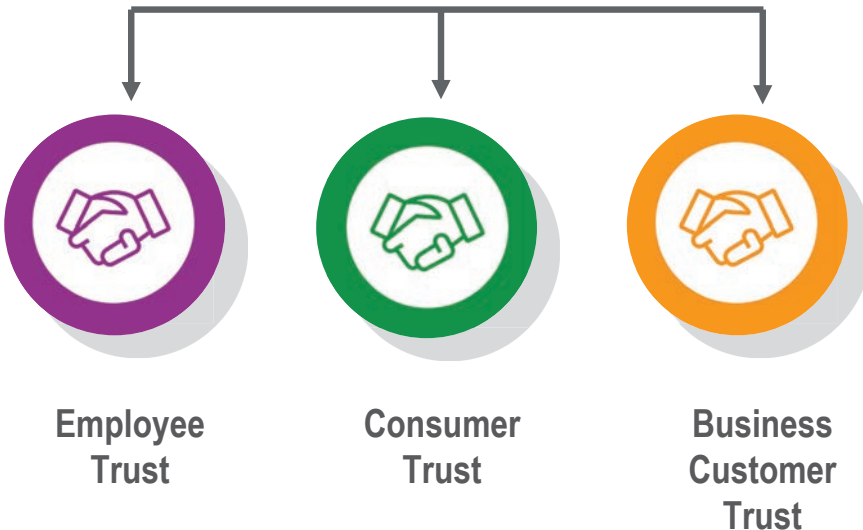 Employee
Trust
Consumer
Trust
Business
Customer
Trust